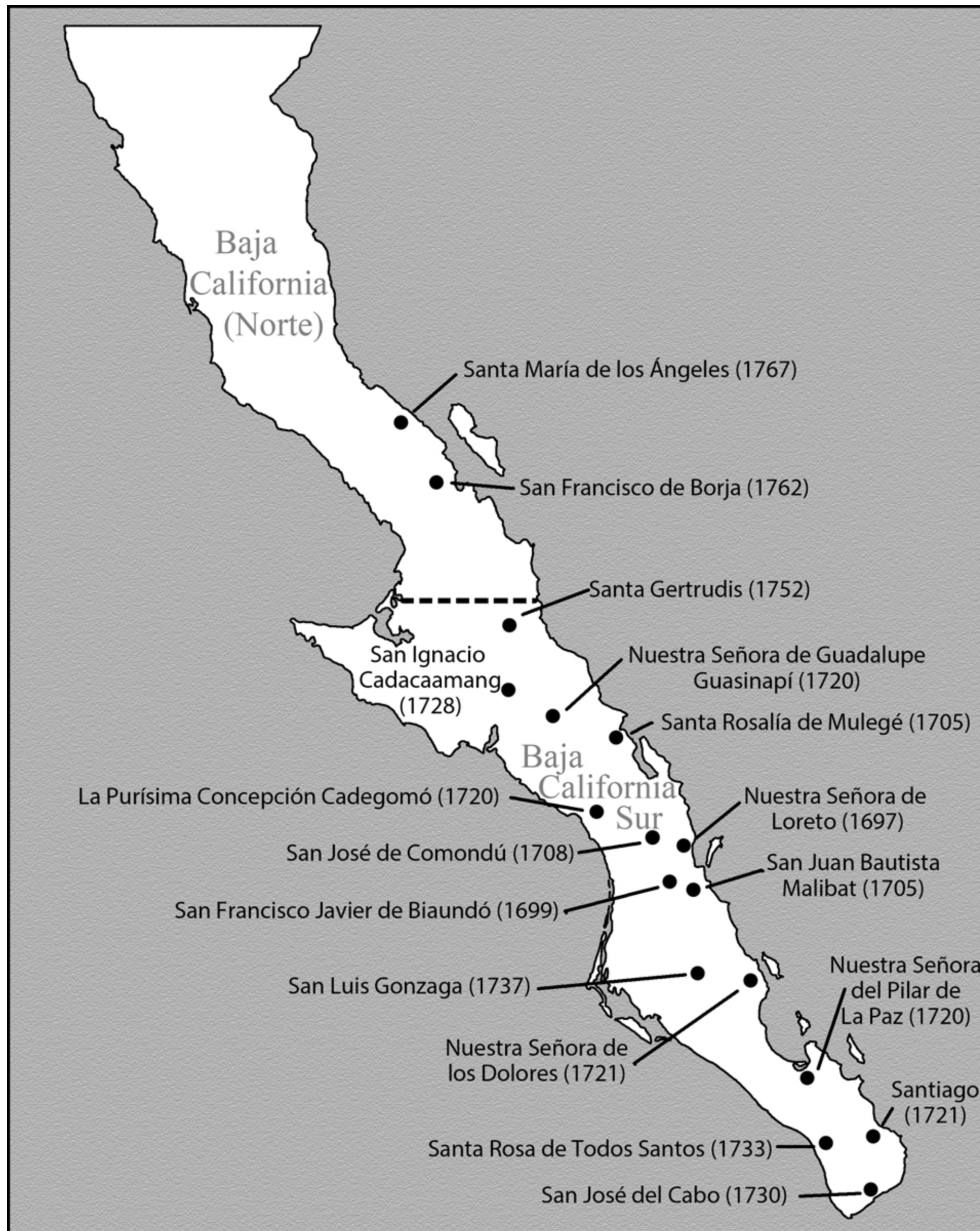 Baja
California
(Norte)
Santa María de los Ángeles (1767)
San Francisco de Borja (1762)
Santa Gertrudis (1752)
San Ignacio
Cadacaamang
(1728)
Nuestra Señora de Guadalupe
Guasinapí (1720)
Santa Rosalía de Mulegé (1705)
Baja
California
Sur
La Purísima Concepción Cadegomó (1720)
Nuestra Señora de
Loreto (1697)
San José de Comondú (1708)
San Juan Bautista
Malibat (1705)
San Francisco Javier de Biaundó (1699)
San Luis Gonzaga (1737)
Nuestra Señora
del Pilar de
La Paz (1720)
Nuestra Señora de
los Dolores (1721)
Santiago
(1721)
Santa Rosa de Todos Santos (1733)
San José del Cabo (1730)